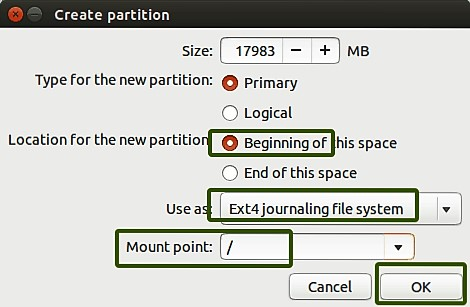 Create partition
Size: 17983 − + MB
Type for the new partition: Primary
Logical
Location for the new partition: Beginning of this space
End of this space
Use as: Ext4 journaling file system
Mount point: /
Cancel OK